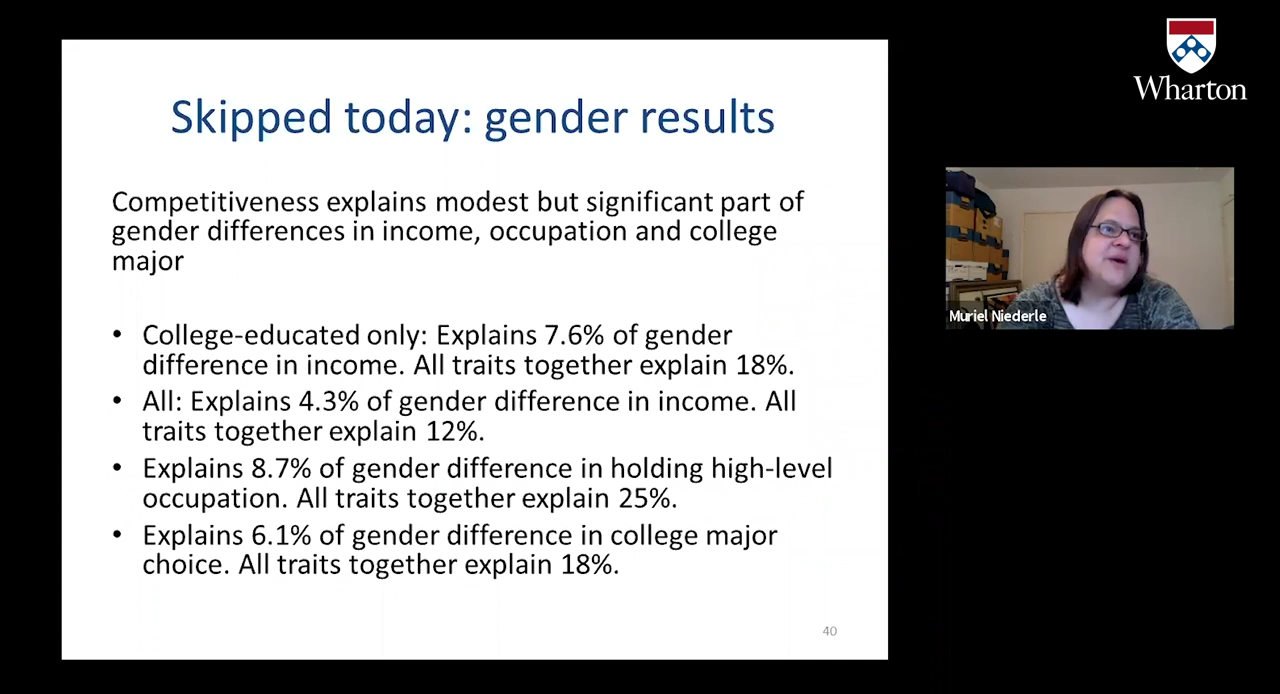 Wharton
Skipped today: gender results
Competitiveness explains modest but significant part of
gender differences in income, occupation and college
major
• College-educated only: Explains 7.6% of gender
difference in income. All traits together explain 18%.
• All: Explains 4.3% of gender difference in income. All
traits together explain 12%.
• Explains 8.7% of gender difference in holding high-level
occupation. All traits together explain 25%.
• Explains 6.1% of gender difference in college major
choice. All traits together explain 18%.
40
Muriel Niederle